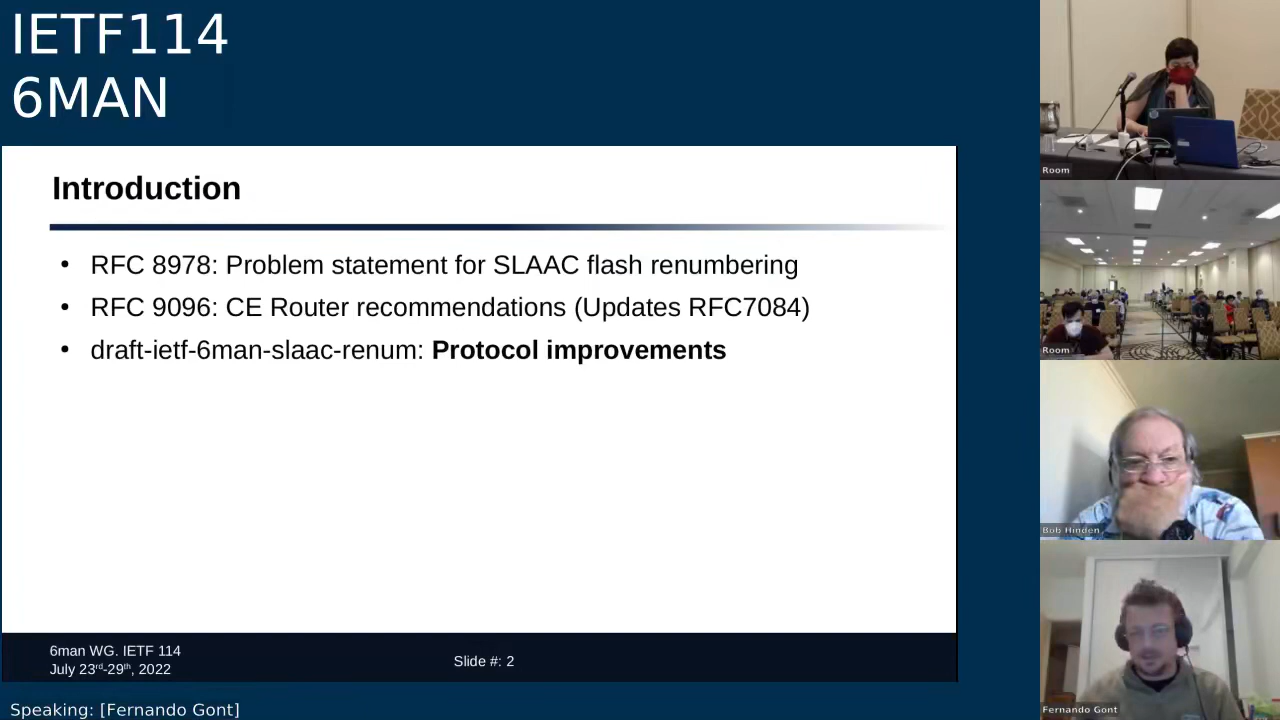 IETF114
6MAN
Introduction
• RFC 8978: Problem statement for SLAAC flash renumbering
• RFC 9096: CE Router recommendations (Updates RFC7084)
• draft-ietf-6man-slaac-renum: Protocol improvements
6man WG. IETF 114
July 23rd-29th, 2022
Slide #: 2
Speaking: [Fernando Gont]
Room
Room
Bob Hinden
Fernando Gont